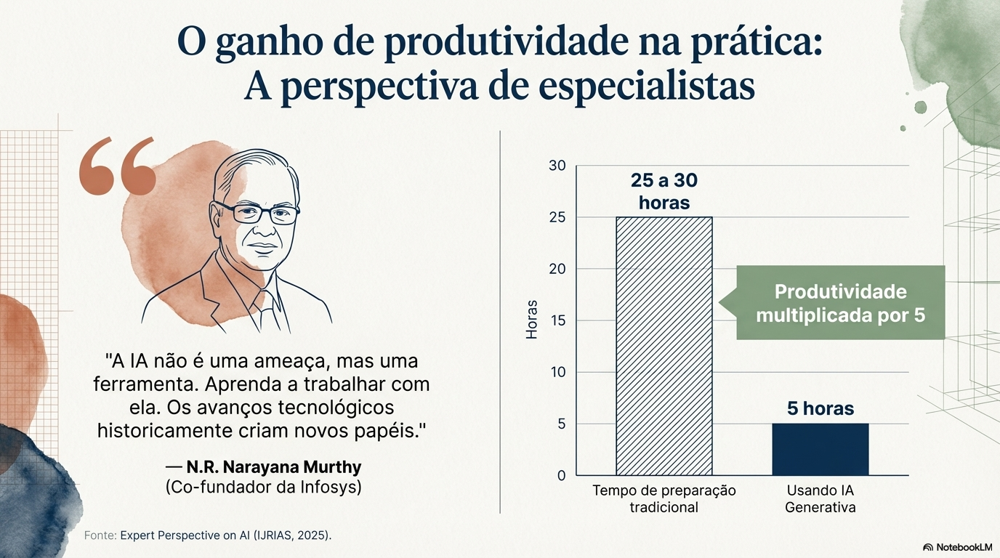 O ganho de produtividade na prática:
A perspectiva de especialistas
"A IA não é uma ameaça, mas uma
ferramenta. Aprenda a trabalhar com
ela. Os avanços tecnológicos
historicamente criam novos papéis."
— N.R. Narayana Murthy
(Co-fundador da Infosys)
Fonte: Expert Perspective on AI (IJRIAS, 2025).
Horas
30
25
20
15
10
5
0
25 a 30
horas
Produtividade
multiplicada por 5
5 horas
Tempo de preparação
tradicional
Usando IA
Generativa
NotebookLM